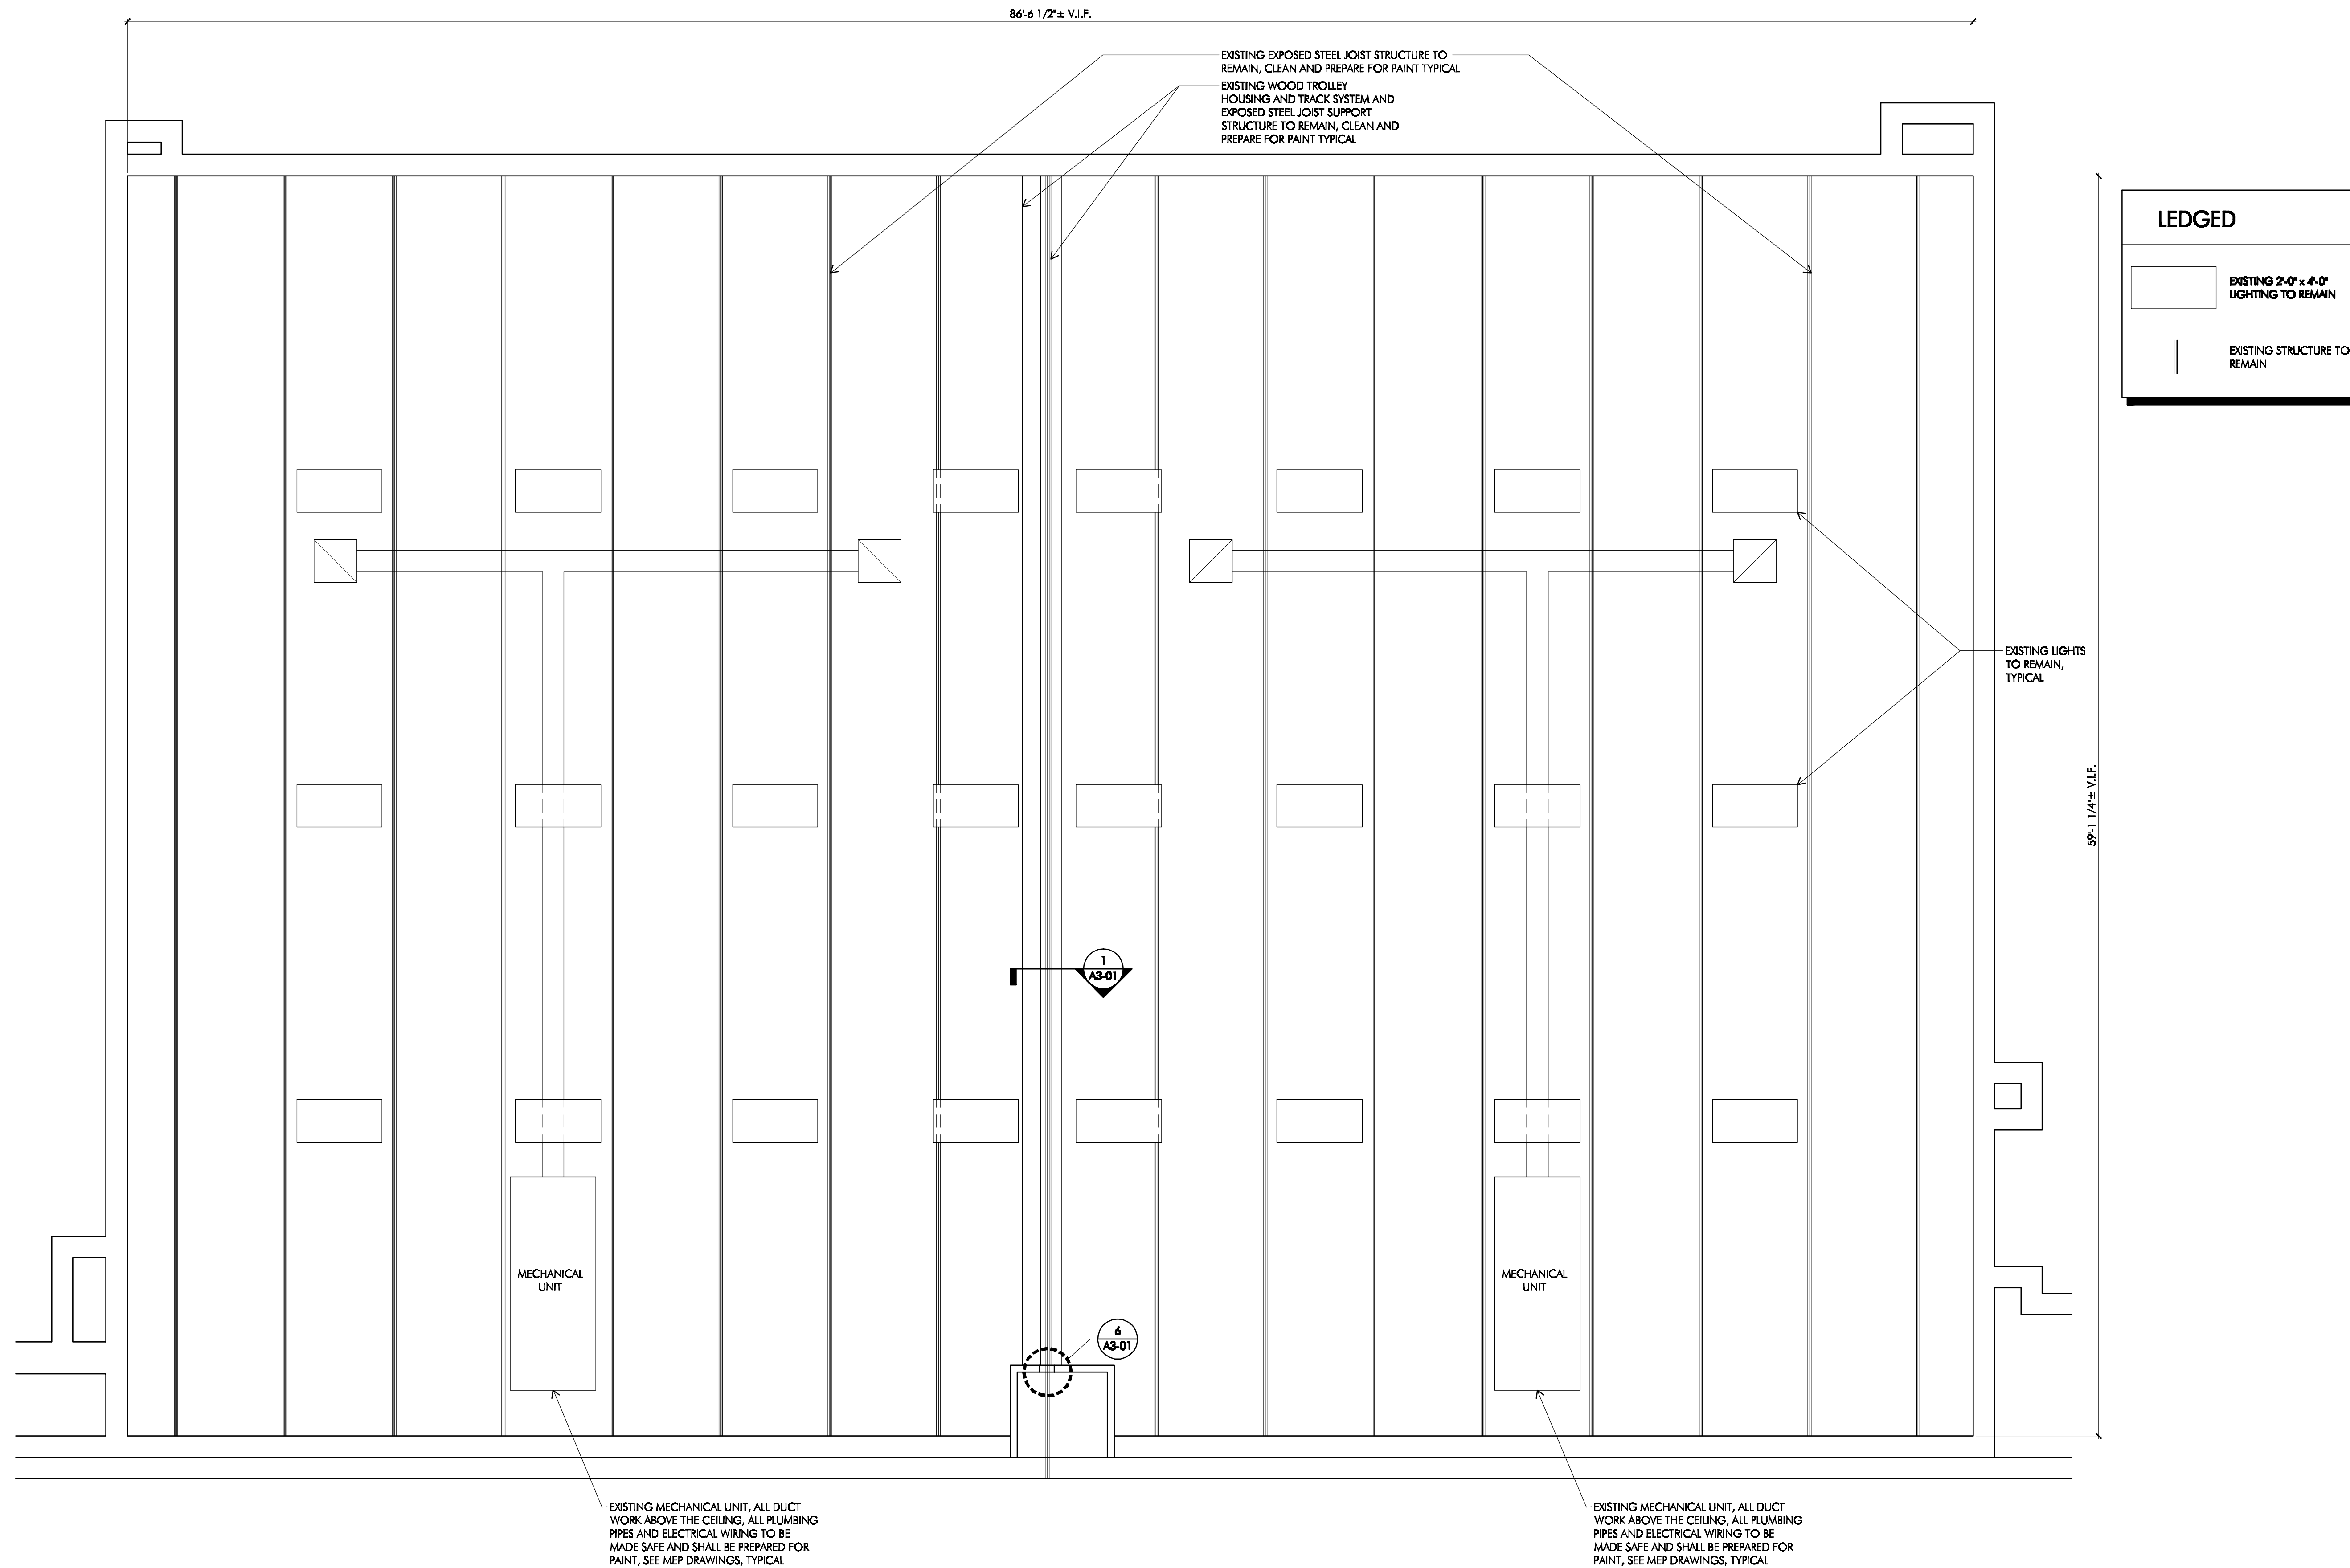 86'-6 1/2"± V.I.F.
EXISTING EXPOSED STEEL JOIST STRUCTURE TO
REMAIN, CLEAN AND PREPARE FOR PAINT TYPICAL
EXISTING WOOD TROLLEY
HOUSING AND TRACK SYSTEM AND
EXPOSED STEEL JOIST SUPPORT
STRUCTURE TO REMAIN, CLEAN AND
PREPARE FOR PAINT TYPICAL
LEDGED
EXISTING 2'-0" x 4'-0"
LIGHTING TO REMAIN
EXISTING STRUCTURE TO
REMAIN
EXISTING LIGHTS
TO REMAIN,
TYPICAL
59'-1 1/4"± V.I.F.
1
A3-01
MECHANICAL
UNIT
MECHANICAL
UNIT
6
A3-01
EXISTING MECHANICAL UNIT, ALL DUCT
WORK ABOVE THE CEILING, ALL PLUMBING
PIPES AND ELECTRICAL WIRING TO BE
MADE SAFE AND SHALL BE PREPARED FOR
PAINT, SEE MEP DRAWINGS, TYPICAL
EXISTING MECHANICAL UNIT, ALL DUCT
WORK ABOVE THE CEILING, ALL PLUMBING
PIPES AND ELECTRICAL WIRING TO BE
MADE SAFE AND SHALL BE PREPARED FOR
PAINT, SEE MEP DRAWINGS, TYPICAL